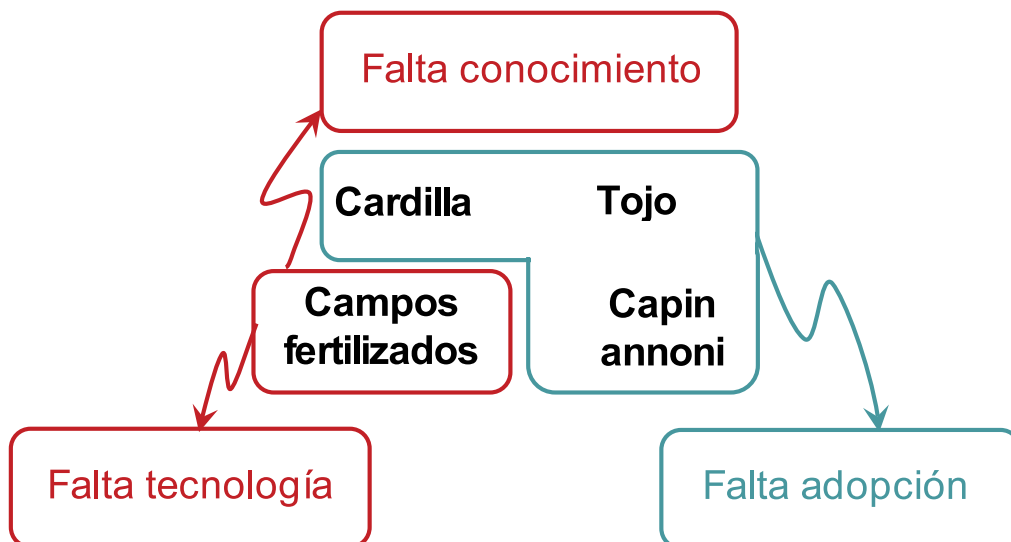 Falta conocimiento
Cardilla
Tojo
Campos
fertilizados
Capin
annoni
Falta tecnología
Falta adopción